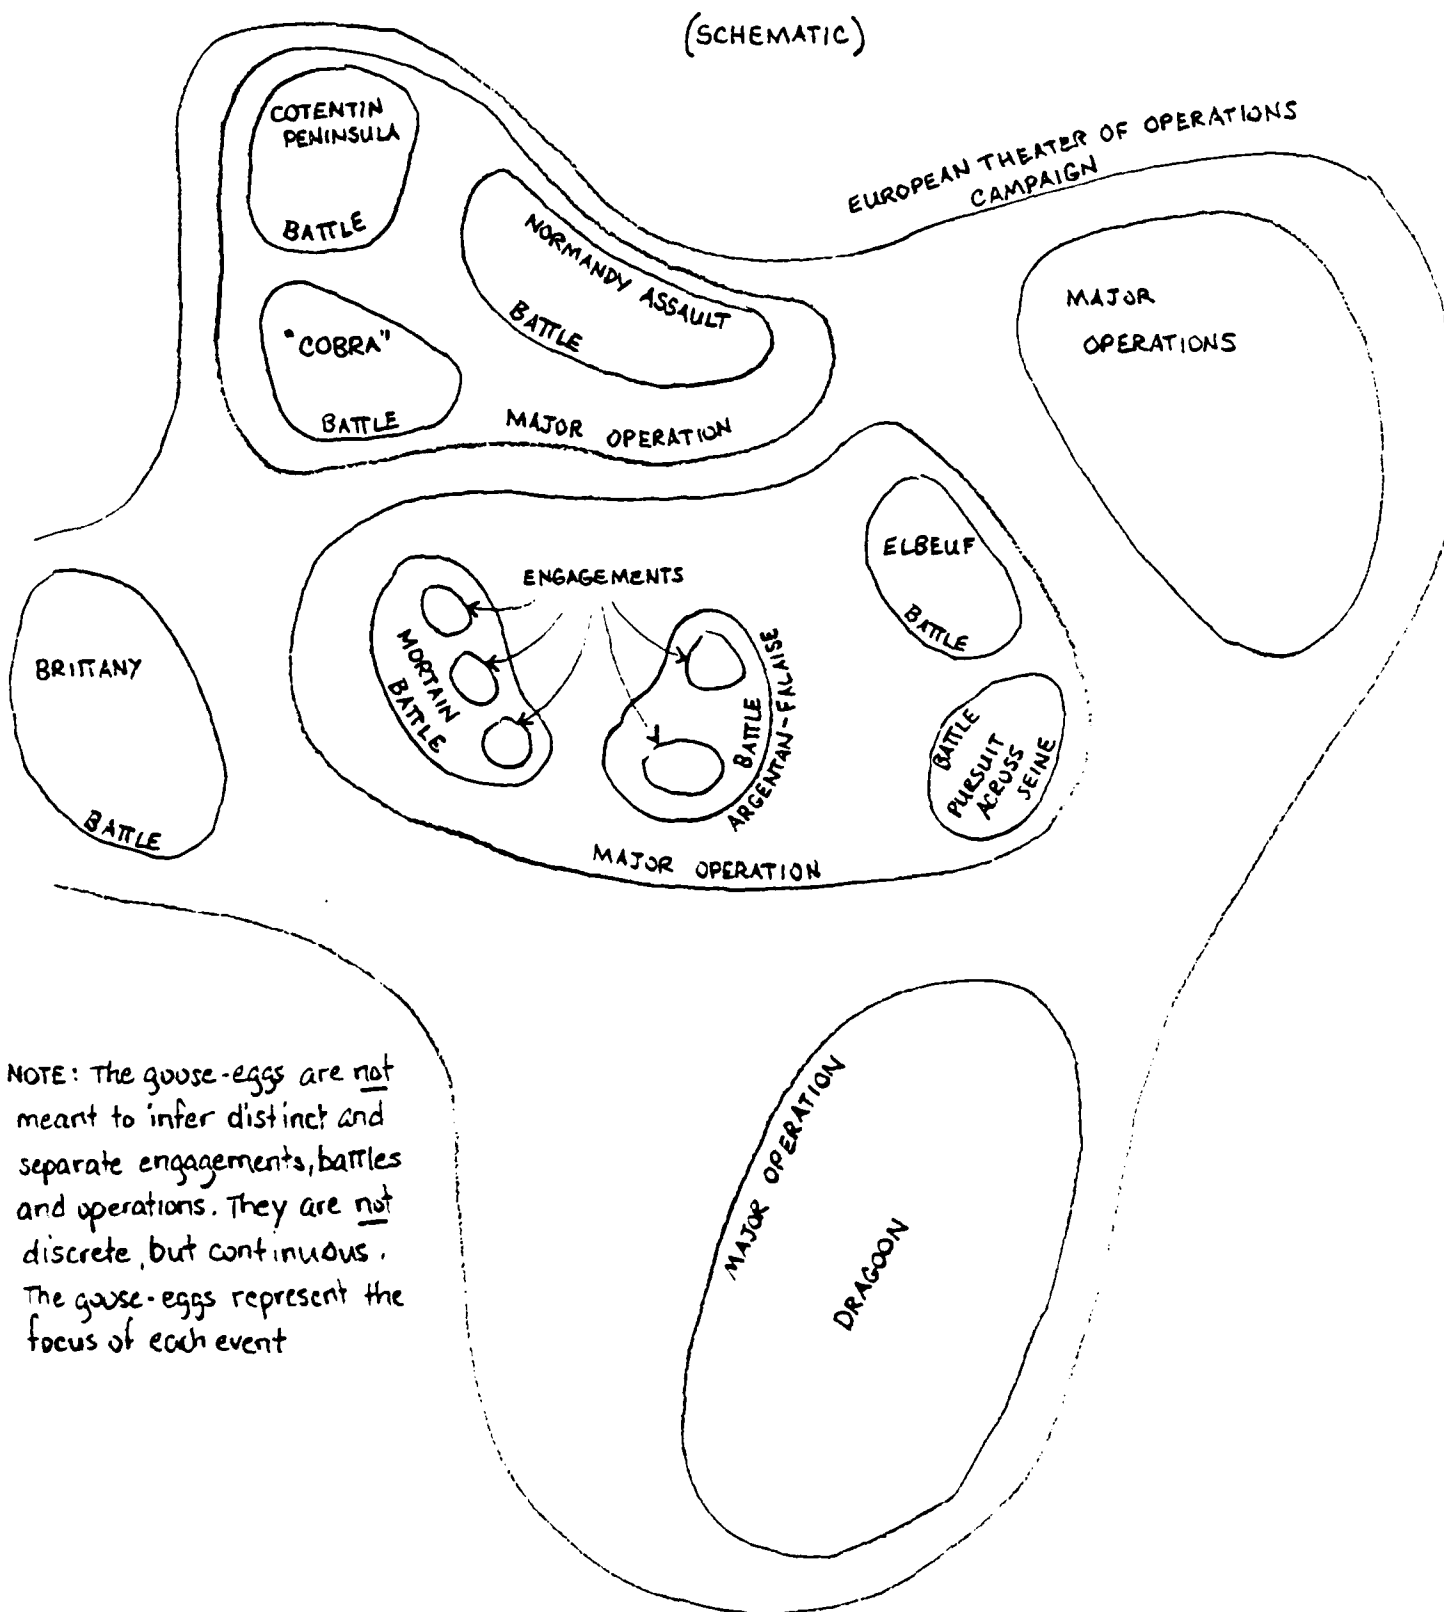 (SCHEMATIC)
EUROPEAN THEATER OF OPERATIONS
CAMPAIGN
COTENTIN
PENINSULA
BATTLE
NORMANDY ASSAULT
BATTLE
"COBRA"
BATTLE
MAJOR OPERATION
MAJOR
OPERATIONS
ENGAGEMENTS
ELBEUF
BATTLE
BRITTANY
BATTLE
MORTAIN
BATTLE
BATTLE
ARGENTAN-FALAISE
BATTLE
PURSUIT
ACRUSS
SEINE
MAJOR OPERATION
NOTE: The guuse-eggs are not
meant to infer distinct and
separate engagements, battles
and operations. They are not
discrete, but continuous.
The guuse-eggs represent the
focus of each event
MAJOR OPERATION
DRAGOON